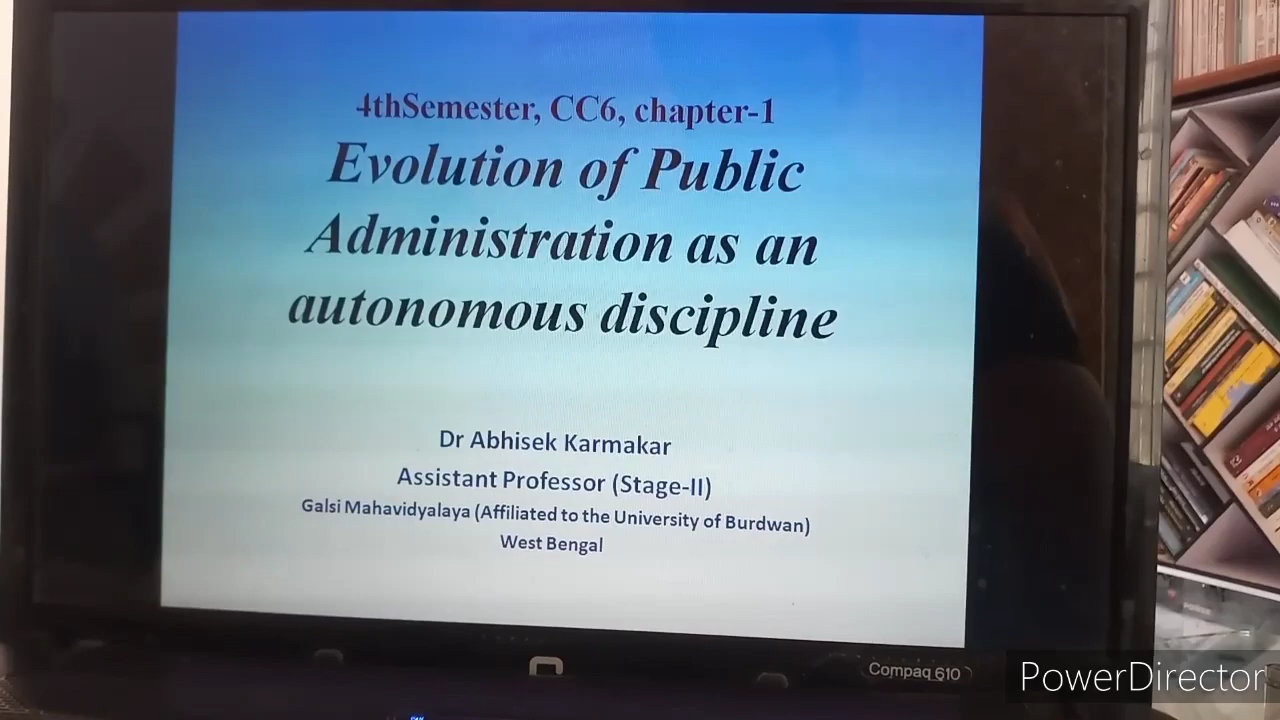 4thSemester, CC6, chapter-1
Evolution of Public
Administration as an
autonomous discipline
Dr Abhisek Karmakar
Assistant Professor (Stage-II)
Galsi Mahavidyalaya (Affiliated to the University of Burdwan)
West Bengal
Compaq 610
PowerDirector